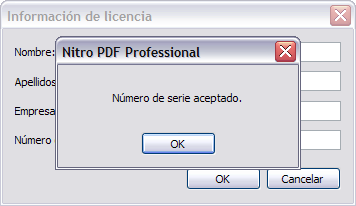 Información de licencia
Nombre:
Nitro PDF Professional
Apellidos
Número de serie aceptado.
Empresa
Número
OK
OK
Cancelar